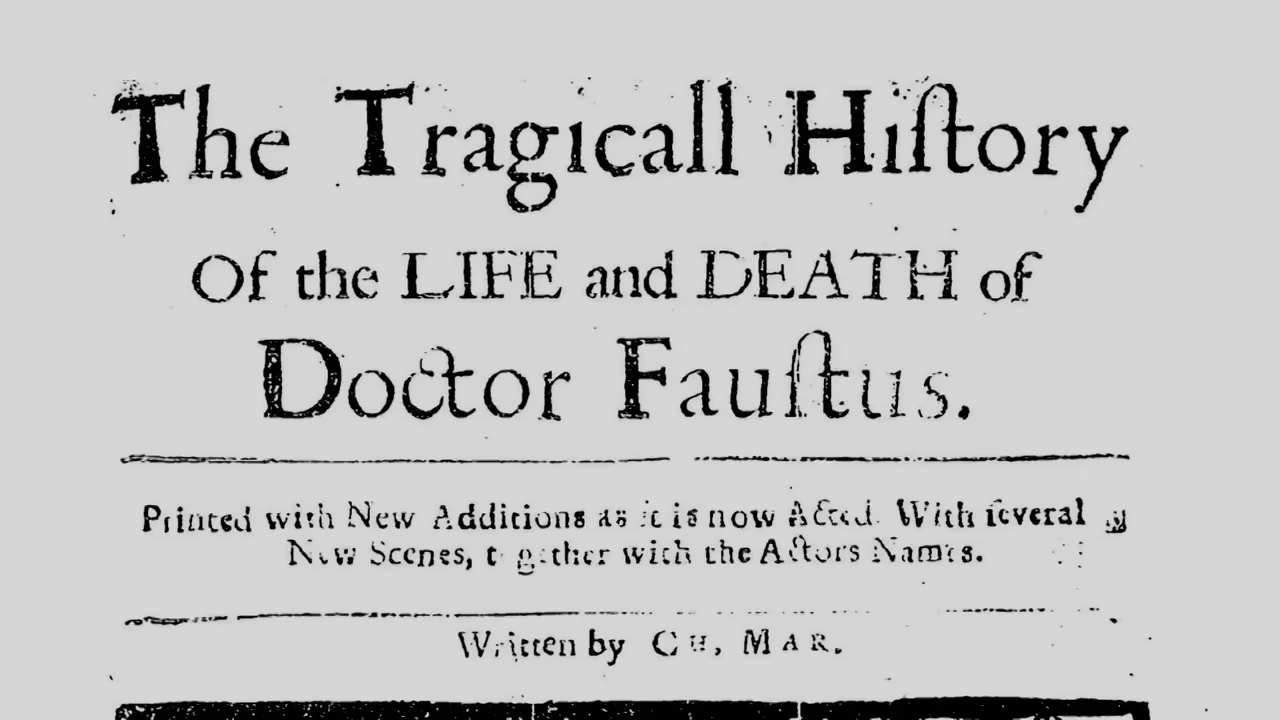 The Tragicall Hiſtory
Of the LIFE and DEATH of
Doctor Fauſtus.
Printed with New Additions as it is now Acted. With ſeveral
New Scenes, together with the Actors Names.
Written by CH, MAR.